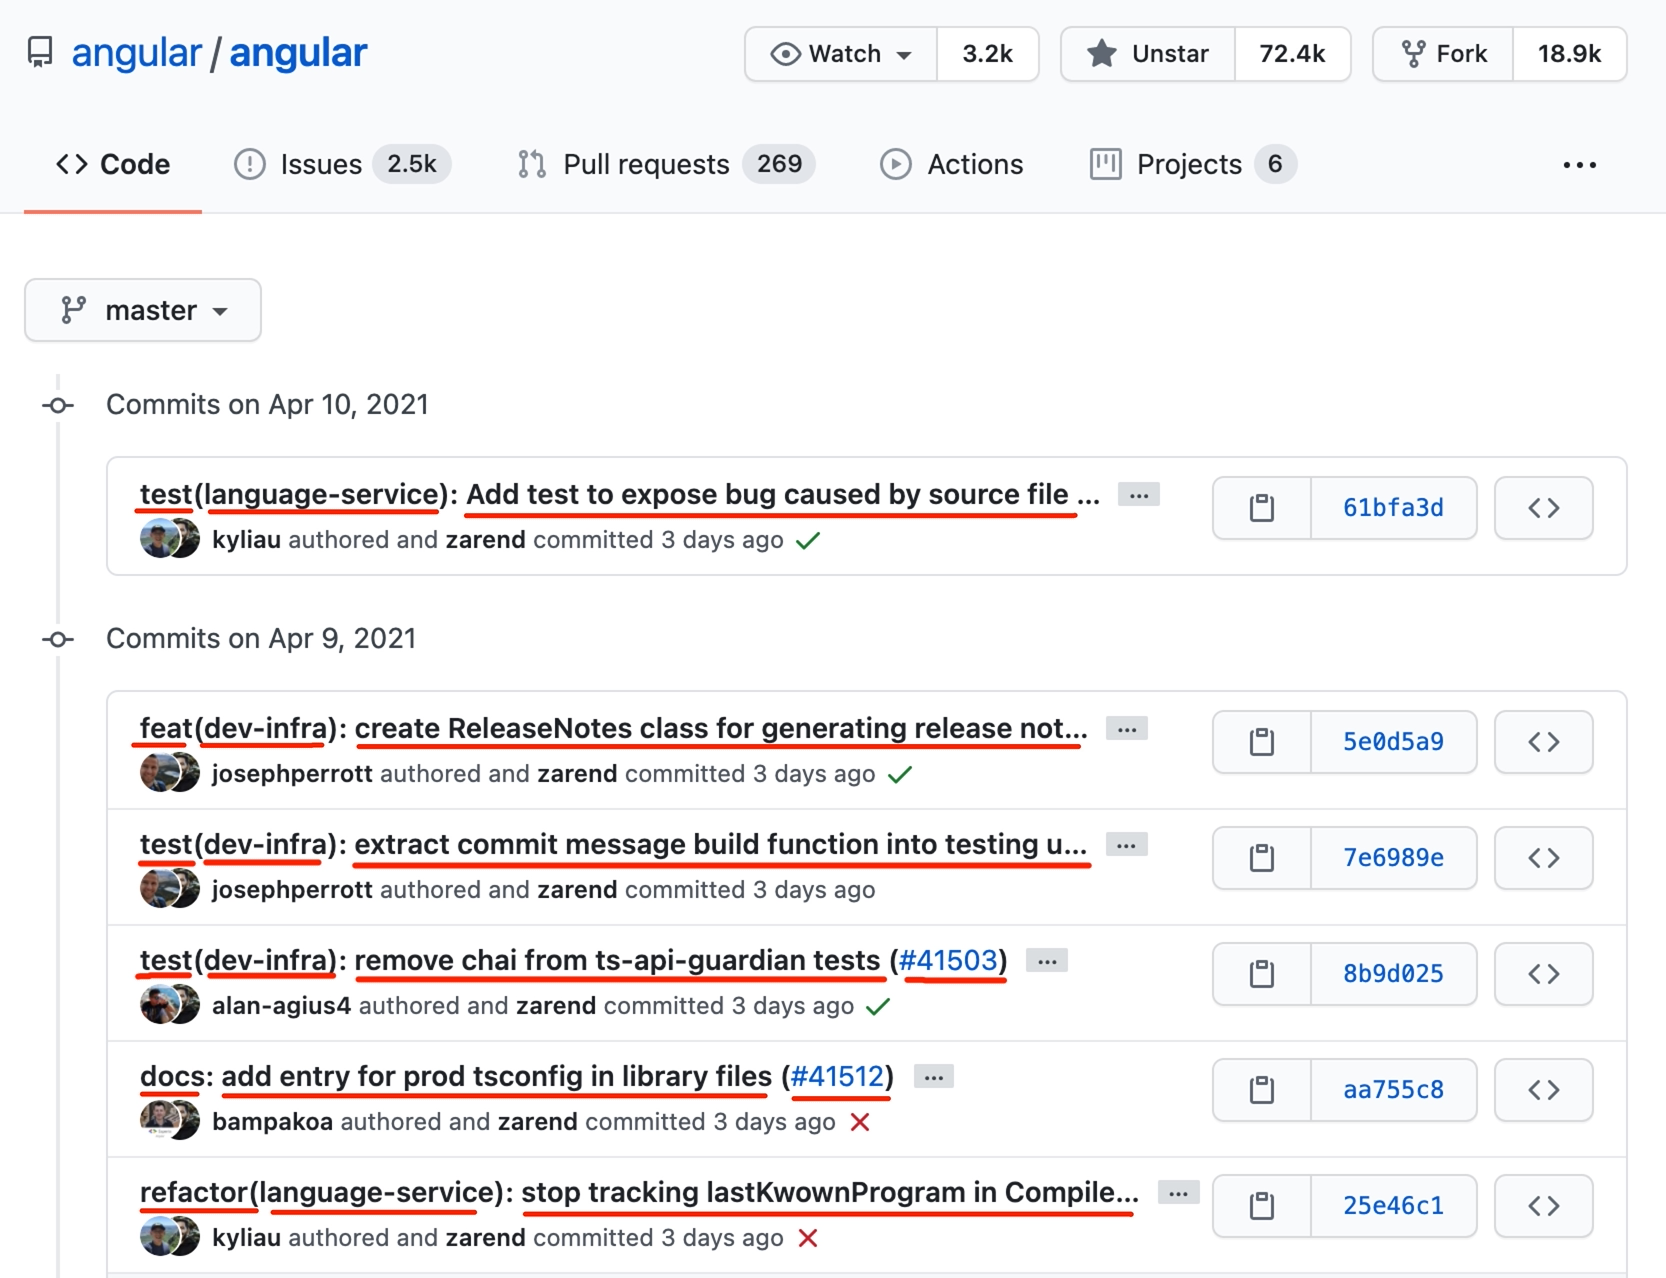 angular / angular
Watch 3.2k
Unstar 72.4k
Fork 18.9k
Code
Issues 2.5k
Pull requests 269
Actions
Projects 6
...
master
Commits on Apr 10, 2021
test(language-service): Add test to expose bug caused by source file ... ...
61bfa3d
kyliau authored and zarend committed 3 days ago
Commits on Apr 9, 2021
feat(dev-infra): create ReleaseNotes class for generating release not... ...
5e0d5a9
josephperrott authored and zarend committed 3 days ago
test(dev-infra): extract commit message build function into testing u... ...
7e6989e
josephperrott authored and zarend committed 3 days ago
test(dev-infra): remove chai from ts-api-guardian tests (#41503) ...
8b9d025
alan-agius4 authored and zarend committed 3 days ago
docs: add entry for prod tsconfig in library files (#41512) ...
aa755c8
bampakoa authored and zarend committed 3 days ago
refactor(language-service): stop tracking lastKwownProgram in Compile... ...
25e46c1
kyliau authored and zarend committed 3 days ago